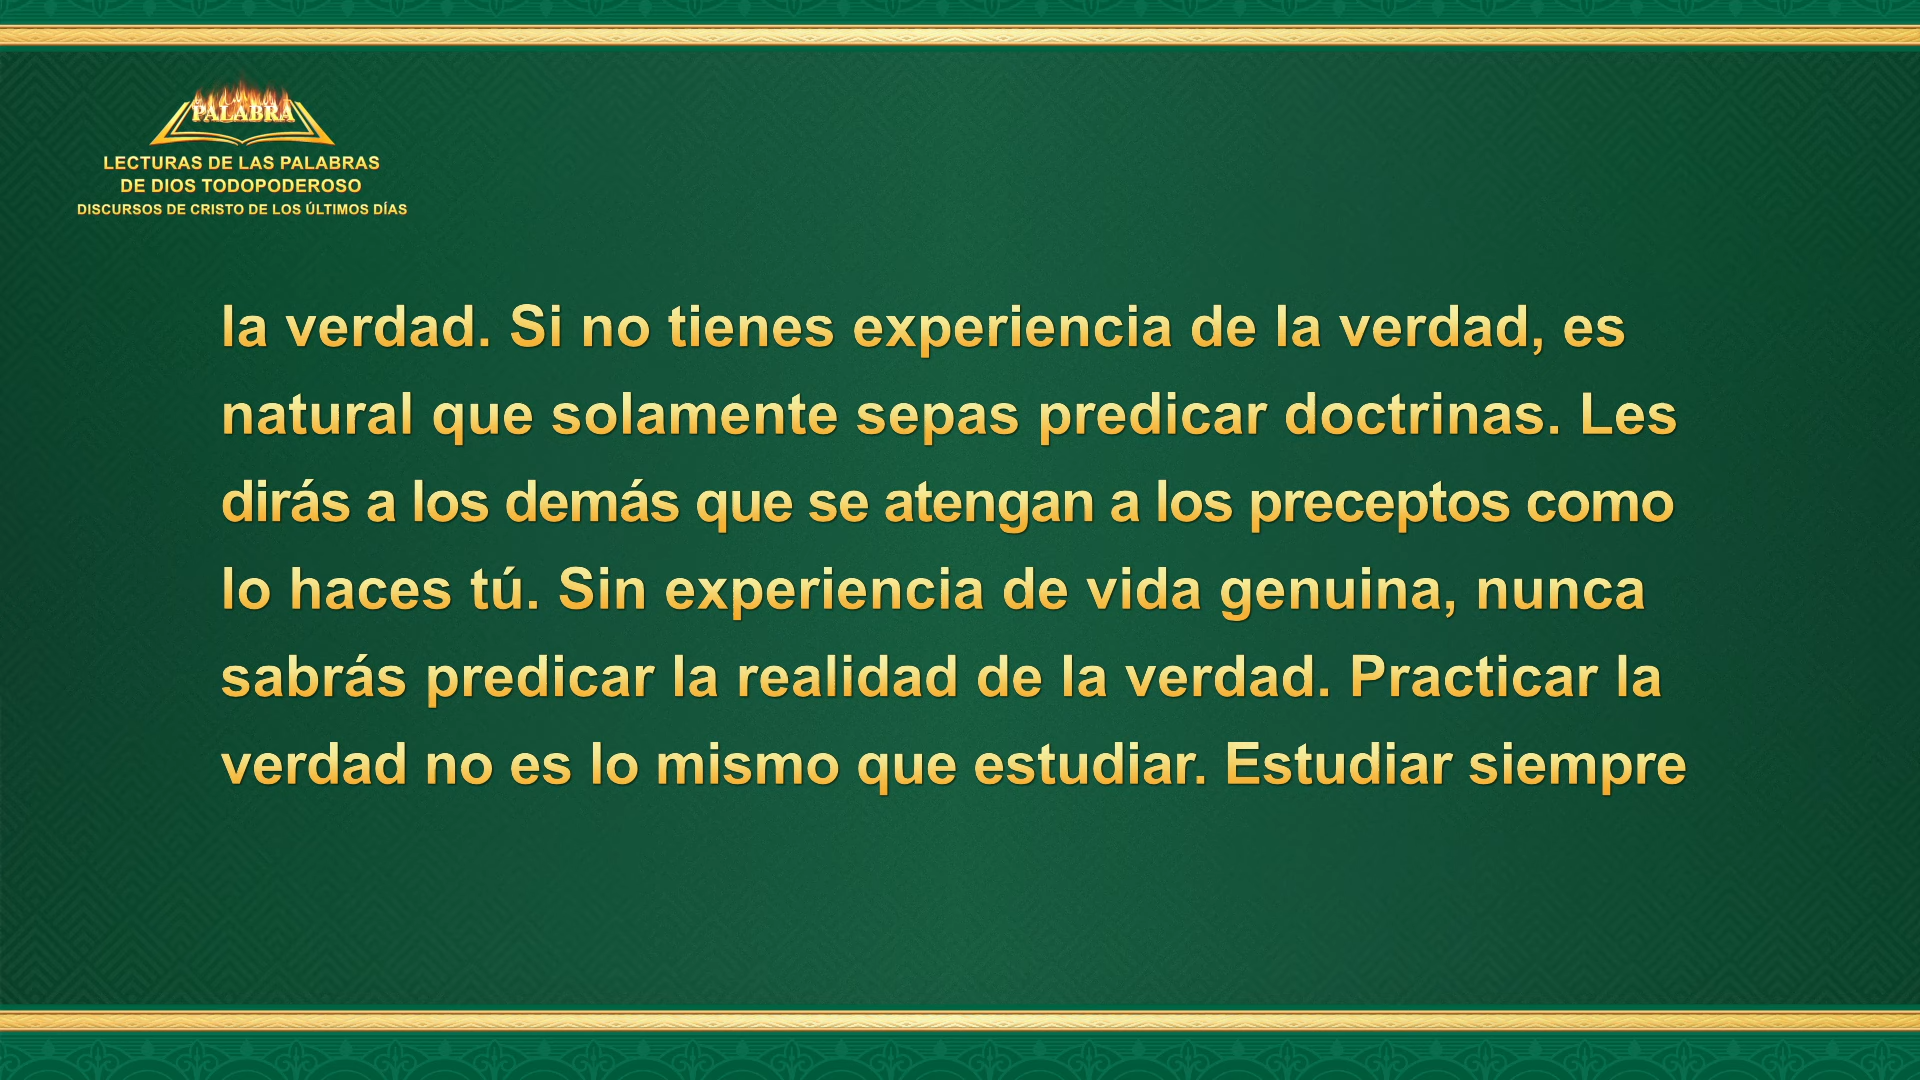 PALABRA
LECTURAS DE LAS PALABRAS
DE DIOS TODOPODEROSO
DISCURSOS DE CRISTO DE LOS ÚLTIMOS DÍAS
la verdad. Si no tienes experiencia de la verdad, es
natural que solamente sepas predicar doctrinas. Les
dirás a los demás que se atengan a los preceptos como
lo haces tú. Sin experiencia de vida genuina, nunca
sabrás predicar la realidad de la verdad. Practicar la
verdad no es lo mismo que estudiar. Estudiar siempre